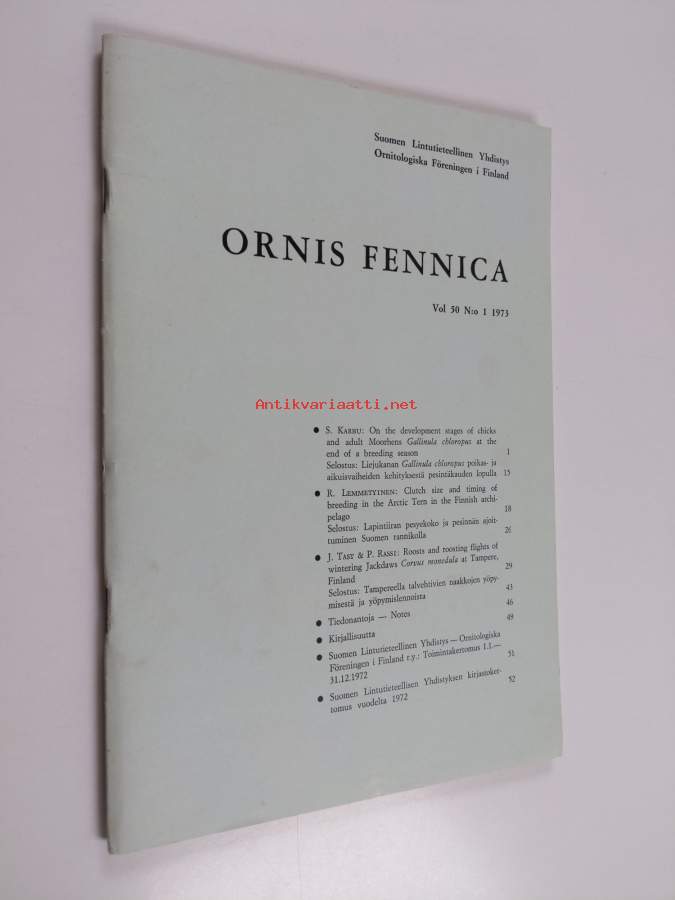 Suomen Lintutieteellinen Yhdistys
Ornitologiska Föreningen i Finland
ORNIS FENNICA
Vol 50 N:o 1 1973
Antikvariaatti.net
● S. KARHU: On the development stages of chicks
and adult Moorhens Gallinula chloropus at the
end of a breeding season 1
Selostus: Liejukanan Gallinula chloropus poikas- ja
aikuisvaiheiden kehityksestä pesintäkauden lopulla 15
● R. LEMMETYINEN: Clutch size and timing of
breeding in the Arctic Tern in the Finnish archi-
pelago 18
Selostus: Lapintiiran pesyekoko ja pesinnän ajoit-
tuminen Suomen rannikolla 26
● J. TAST & P. RASSI: Roosts and roosting flights of
wintering Jackdaws Corvus monedula at Tampere,
Finland 29
Selostus: Tampereella talvehtivien naakkojen yöpy-
misestä ja yöpymislennoista 43
● Tiedonantoja — Notes 46
● Kirjallisuutta 49
● Suomen Lintutieteellinen Yhdistys — Ornitologiska
Föreningen i Finland r.y.: Toimintakertomus 1.1.—
31.12.1972 51
● Suomen Lintutieteellisen Yhdistyksen kirjastoker-
tomus vuodelta 1972 52